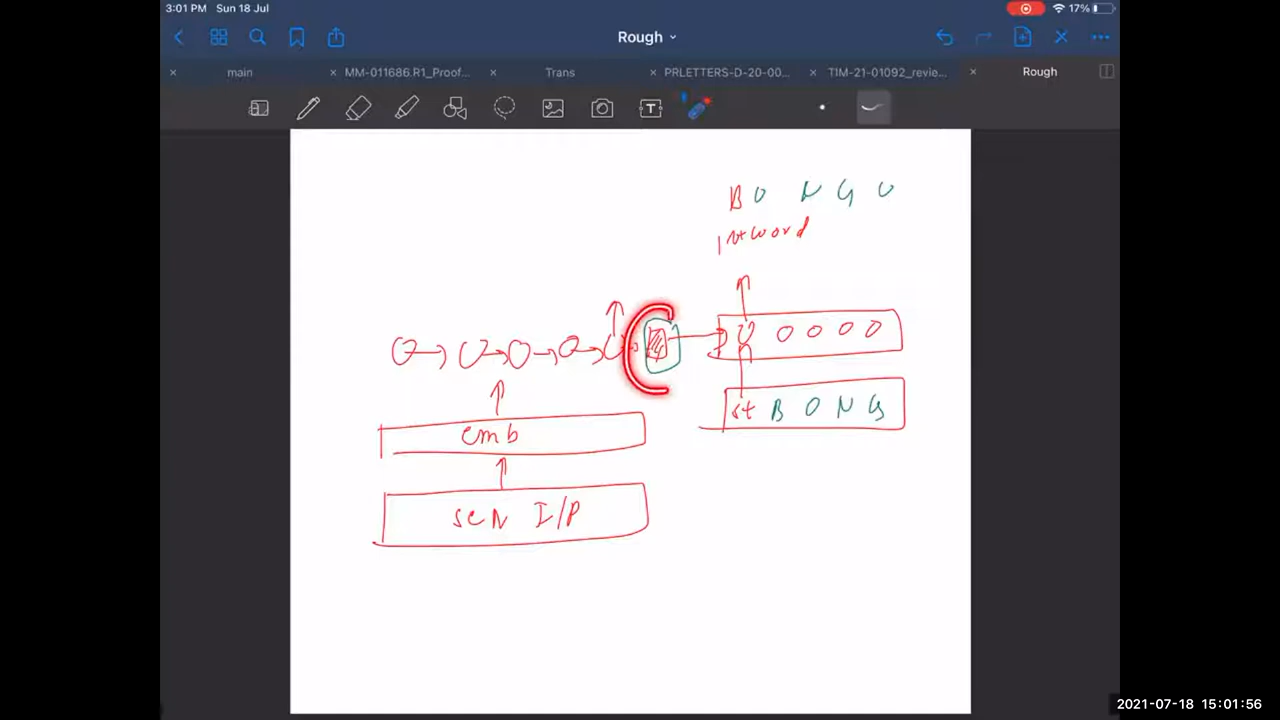 3:01 PM Sun 18 Jul 17%
Rough
main MM-011686.R1_Proof... Trans PRLETTERS-D-20-00... TIM-21-01092_revie... Rough
T
B O N G O
1st word
st B O N G
emb
sen I/P
2021-07-18 15:01:56